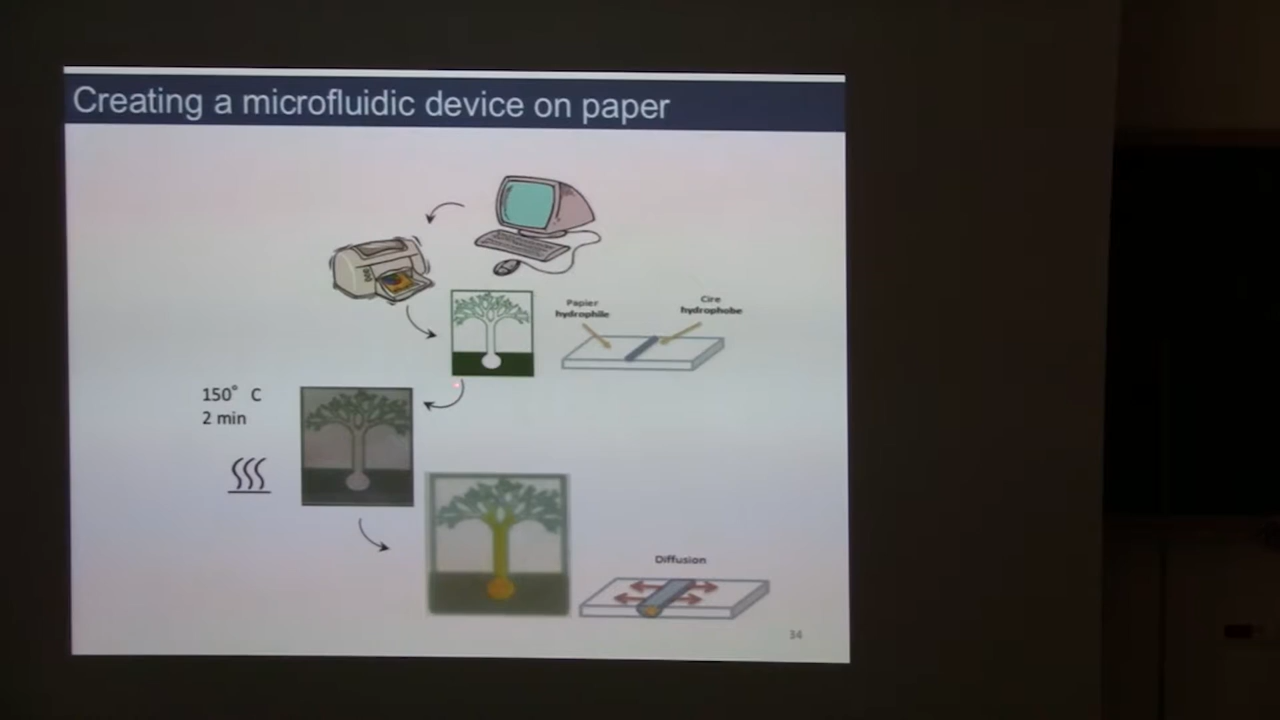 Creating a microfluidic device on paper
Papier
hydrophile
Cire
hydrophobe
150° C
2 min
Diffusion
34